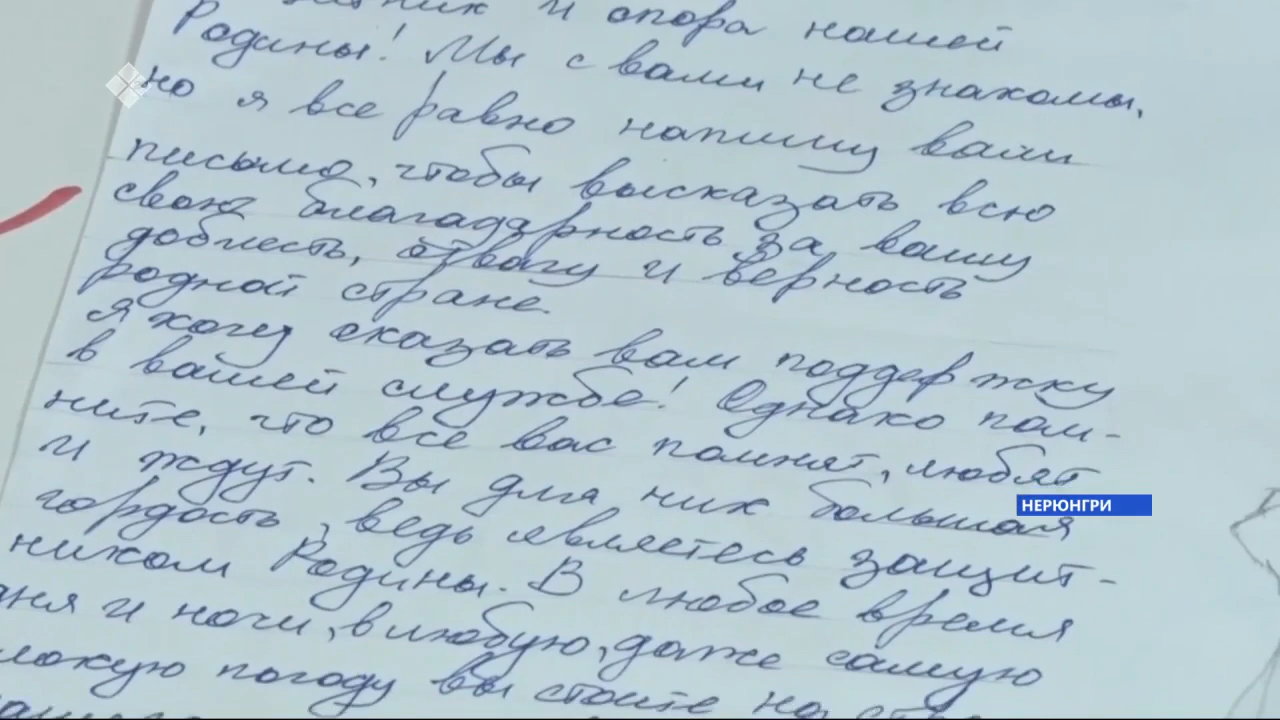 и опора нашей
Родины! Мы с вами не знакомы,
но я все равно напишу вам
письмо, чтобы высказать всю
свою благодарность за вашу
доблесть, отвагу и верность
родной стране.
Я хочу сказать вам поддержку
в вашей службе! Однако пом-
ните, что все вас помнят, любят
и ждут. Вы для них большая
НЕРЮНГРИ
гордость, ведь являетесь защит-
ником Родины. В любое время
дня и ночи, в любую, даже самую
погоду вы стоите на